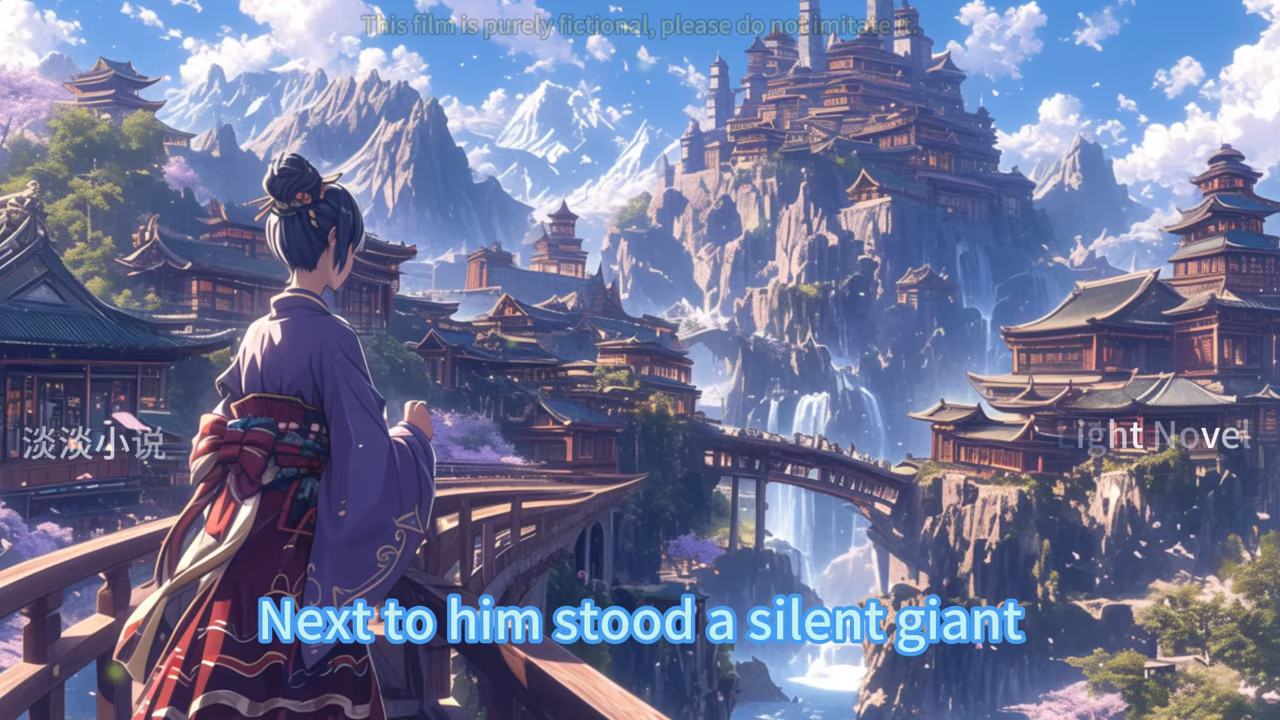 This film is purely fictional, please do not imitate it.
淡淡小说
Light Novel
Next to him stood a silent giant